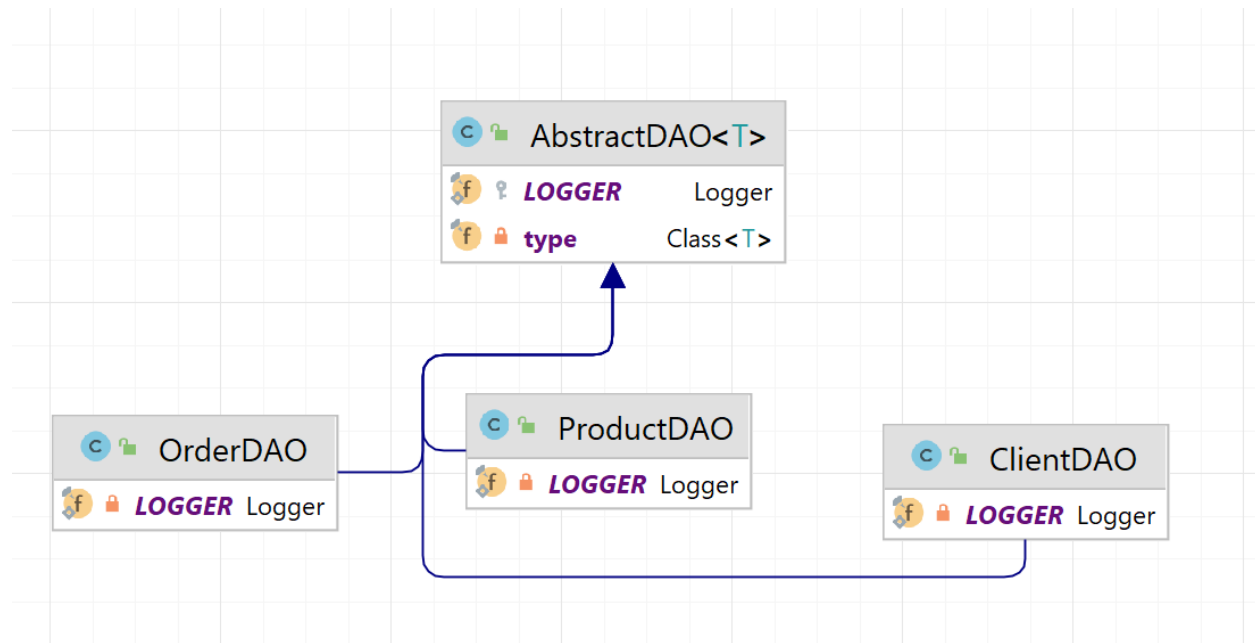 C AbstractDAO<T>
f LOGGER Logger
f type Class<T>
C OrderDAO
f LOGGER Logger
C ProductDAO
f LOGGER Logger
C ClientDAO
f LOGGER Logger